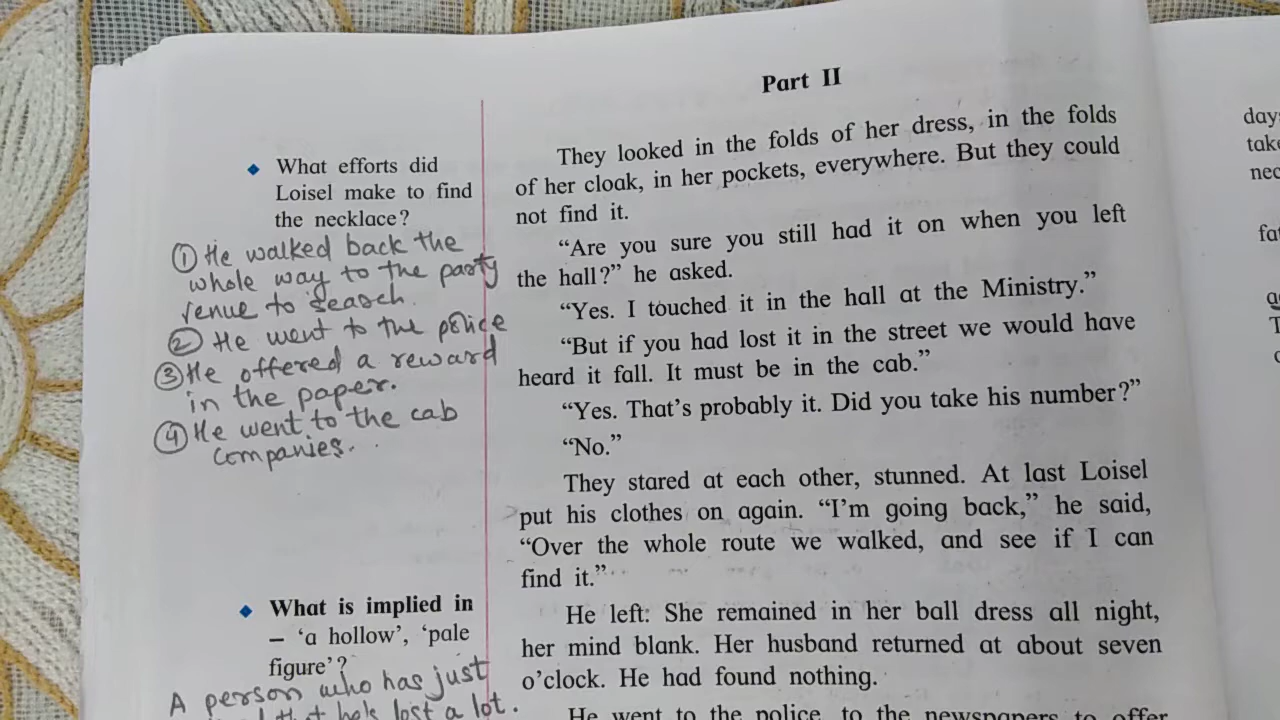 Part II
◆ What efforts did
Loisel make to find
the necklace?
① He walked back the
whole way to the party
venue to search.
② He went to the police
③ He offered a reward
in the paper.
④ He went to the cab
companies.
◆ What is implied in
– ‘a hollow’, ‘pale
figure’?
A person who has just
lost a lot.
They looked in the folds of her dress, in the folds
of her cloak, in her pockets, everywhere. But they could
not find it.
“Are you sure you still had it on when you left
the hall?” he asked.
“Yes. I touched it in the hall at the Ministry.”
“But if you had lost it in the street we would have
heard it fall. It must be in the cab.”
“Yes. That’s probably it. Did you take his number?”
“No.”
They stared at each other, stunned. At last Loisel
put his clothes on again. “I’m going back,” he said,
“Over the whole route we walked, and see if I can
find it.”
He left: She remained in her ball dress all night,
her mind blank. Her husband returned at about seven
o’clock. He had found nothing.
He went to the police, to the newspapers to offer